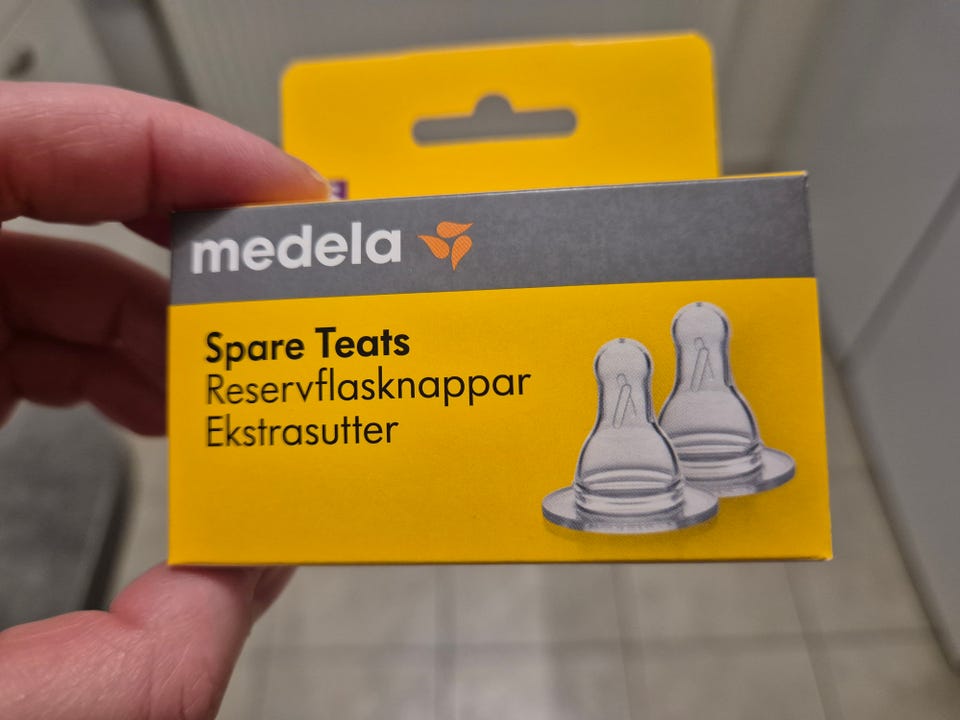 medela
Spare Teats
Reservflasknappar
Ekstrasutter